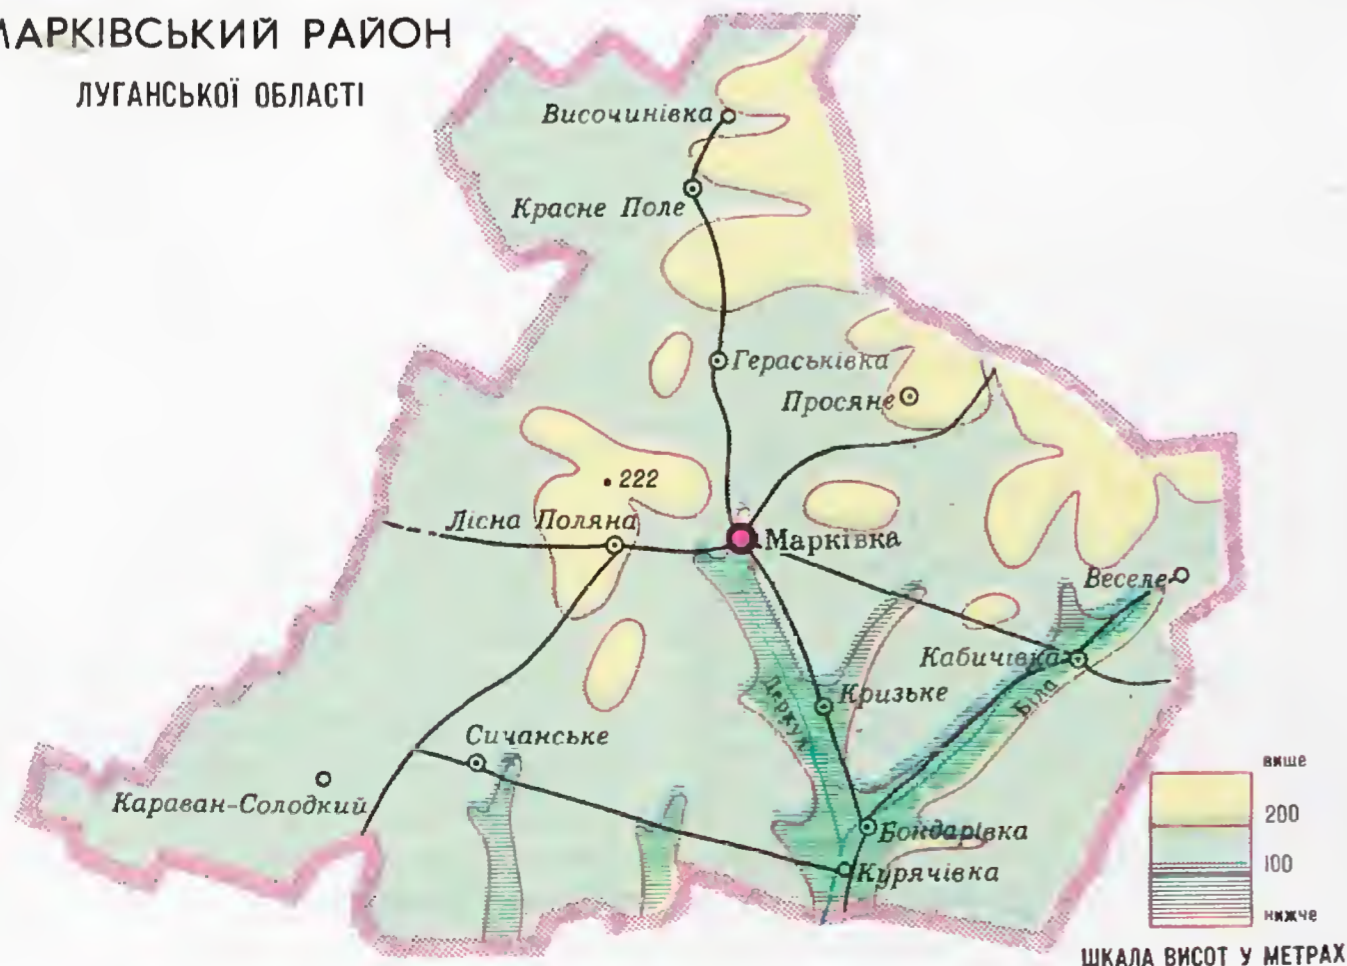 МАРКІВСЬКИЙ РАЙОН
ЛУГАНСЬКОЇ ОБЛАСТІ
Височинівка
Красне Поле
Гераськівка
Просяне
222
Лісна Поляна
Марківка
Веселе
Кабичівка
Деркул
Кризьке
Біла
Сичанське
Караван-Солодкий
Бондарівка
Курячівка
вище
200
100
нижче
ШКАЛА ВИСОТ У МЕТРАХ